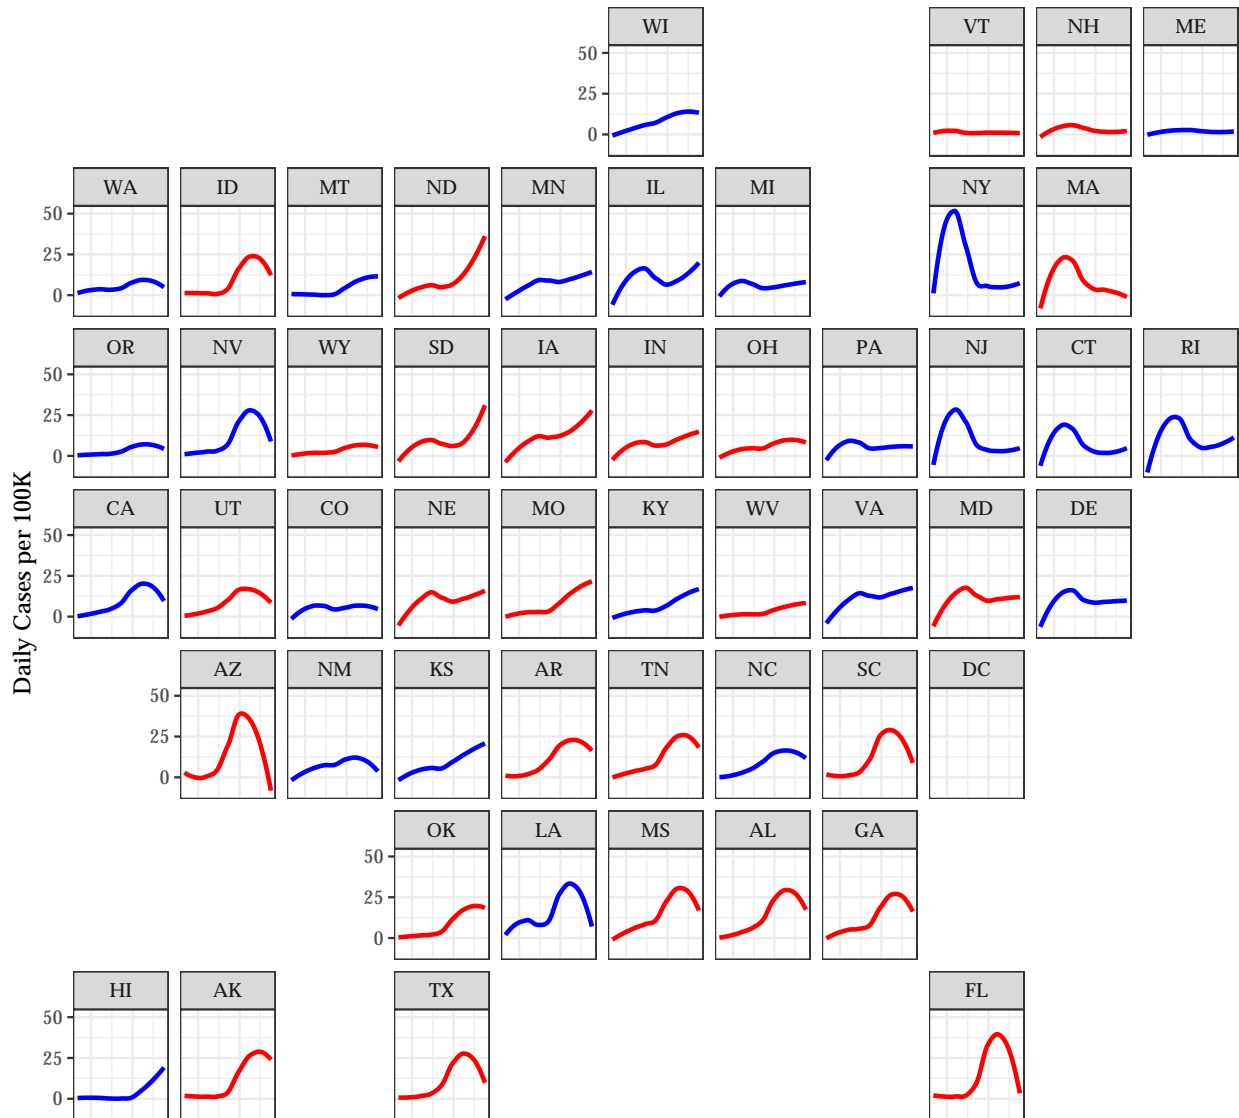 WI VT NH ME
50
25
0
WA ID MT ND MN IL MI NY MA
50
25
0
OR NV WY SD IA IN OH PA NJ CT RI
50
25
0
Daily Cases per 100K
CA UT CO NE MO KY WV VA MD DE
50
25
0
AZ NM KS AR TN NC SC DC
50
25
0
OK LA MS AL GA
50
25
0
HI AK TX FL
50
25
0